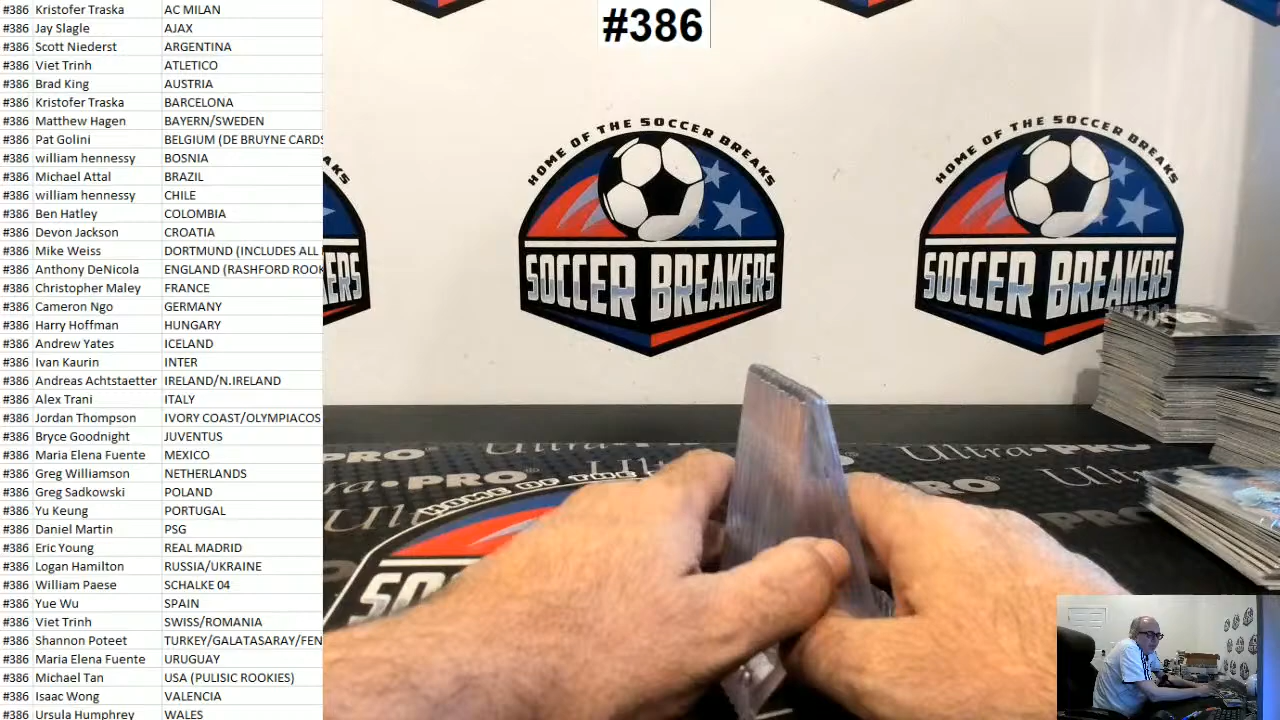 #386 Kristofer Traska AC MILAN
#386 Jay Slagle AJAX
#386 Scott Niederst ARGENTINA
#386 Viet Trinh ATLETICO
#386 Brad King AUSTRIA
#386 Kristofer Traska BARCELONA
#386 Matthew Hagen BAYERN/SWEDEN
#386 Pat Golini BELGIUM (DE BRUYNE CARDS
#386 william hennessy BOSNIA
#386 Michael Attal BRAZIL
#386 william hennessy CHILE
#386 Ben Hatley COLOMBIA
#386 Devon Jackson CROATIA
#386 Mike Weiss DORTMUND (INCLUDES ALL
#386 Anthony DeNicola ENGLAND (RASHFORD ROOK
#386 Christopher Maley FRANCE
#386 Cameron Ngo GERMANY
#386 Harry Hoffman HUNGARY
#386 Andrew Yates ICELAND
#386 Ivan Kaurin INTER
#386 Andreas Achtstaetter IRELAND/N.IRELAND
#386 Alex Trani ITALY
#386 Jordan Thompson IVORY COAST/OLYMPIACOS
#386 Bryce Goodnight JUVENTUS
#386 Maria Elena Fuente MEXICO
#386 Greg Williamson NETHERLANDS
#386 Greg Sadkowski POLAND
#386 Yu Keung PORTUGAL
#386 Daniel Martin PSG
#386 Eric Young REAL MADRID
#386 Logan Hamilton RUSSIA/UKRAINE
#386 William Paese SCHALKE 04
#386 Yue Wu SPAIN
#386 Viet Trinh SWISS/ROMANIA
#386 Shannon Poteet TURKEY/GALATASARAY/FEN
#386 Maria Elena Fuente URUGUAY
#386 Michael Tan USA (PULISIC ROOKIES)
#386 Isaac Wong VALENCIA
#386 Ursula Humphrey WALES
#386
HOME OF THE SOCCER BREAKS
SOCCER BREAKERS
HOME OF THE SOCCER BREAKS
SOCCER BREAKERS
AKS
KERS
PRO
Ultra PRO
Ultra PRO
Ultra
HOME OF THE
SO